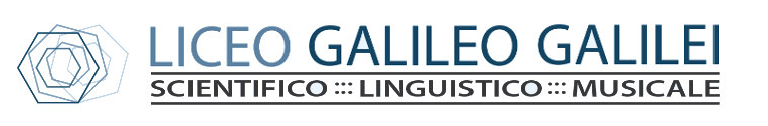 LICEO GALILEO GALILEI
SCIENTIFICO ::: LINGUISTICO ::: MUSICALE